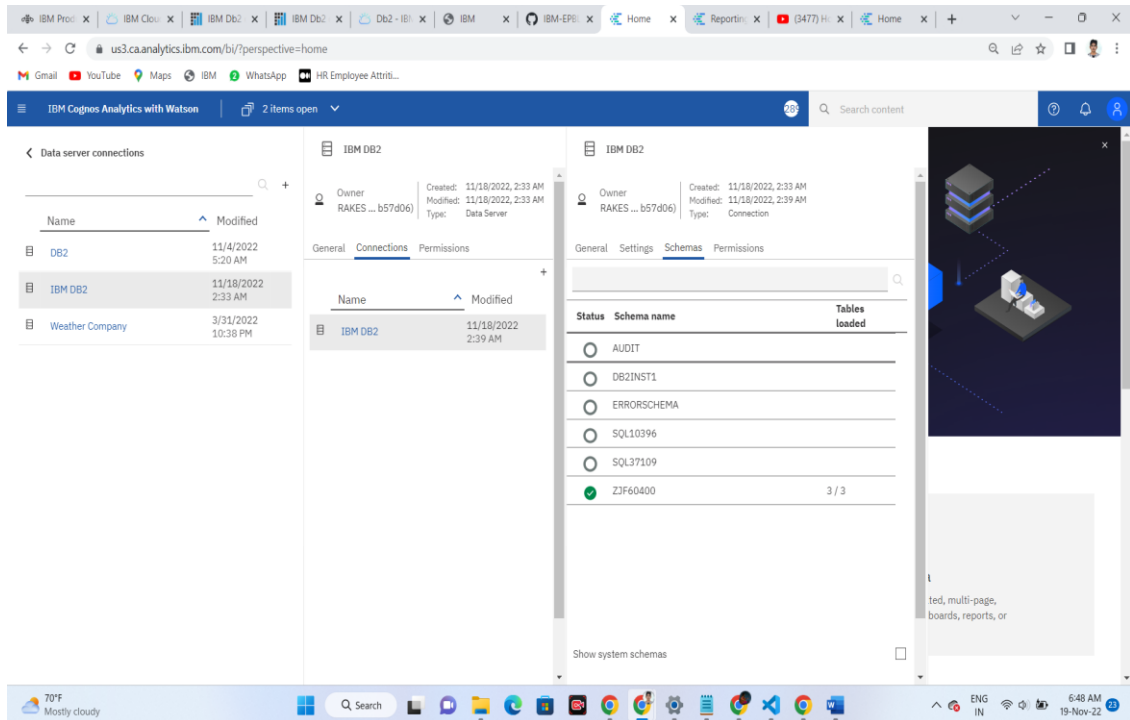 IBM Prod
IBM Clou
IBM Db2
IBM Db2
Db2 - IBM
IBM
IBM-EPBL
Home
Reporting
(3477) Ho
Home
us3.ca.analytics.ibm.com/bi/?perspective=home
Gmail
YouTube
Maps
IBM
WhatsApp
HR Employee Attriti...
IBM Cognos Analytics with Watson
2 items open
289
Search content
Data server connections
Name Modified
DB2 11/4/2022
5:20 AM
IBM DB2 11/18/2022
2:33 AM
Weather Company 3/31/2022
10:38 PM
IBM DB2
Owner
RAKES ... b57d06)
Created: 11/18/2022, 2:33 AM
Modified: 11/18/2022, 2:33 AM
Type: Data Server
General Connections Permissions
Name Modified
IBM DB2 11/18/2022
2:39 AM
IBM DB2
Owner
RAKES ... b57d06)
Created: 11/18/2022, 2:33 AM
Modified: 11/18/2022, 2:39 AM
Type: Connection
General Settings Schemas Permissions
Status Schema name Tables
loaded
AUDIT
DB2INST1
ERRORSCHEMA
SQL10396
SQL37109
ZJF60400 3 / 3
Show system schemas
ted, multi-page,
boards, reports, or
70°F
Mostly cloudy
Search
ENG
IN
6:48 AM
19-Nov-22
23